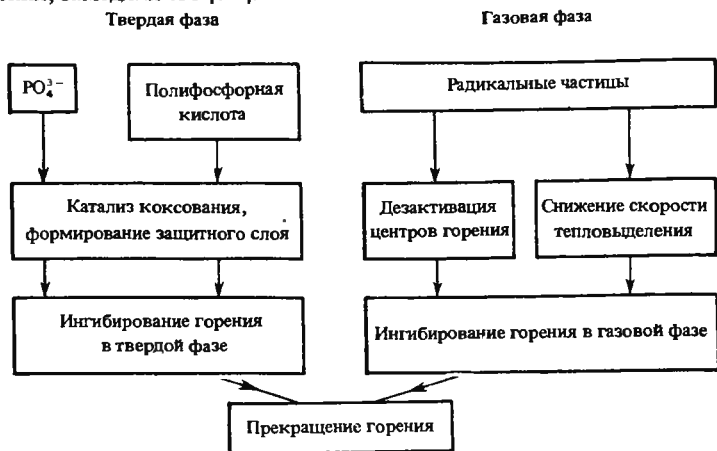 Твердая фаза
Газовая фаза
PO₄³⁻
Полифосфорная
кислота
Радикальные частицы
Катализ коксования,
формирование защитного слоя
Дезактивация
центров горения
Снижение скорости
тепловыделения
Ингибирование горения
в твердой фазе
Ингибирование горения в газовой фазе
Прекращение горения